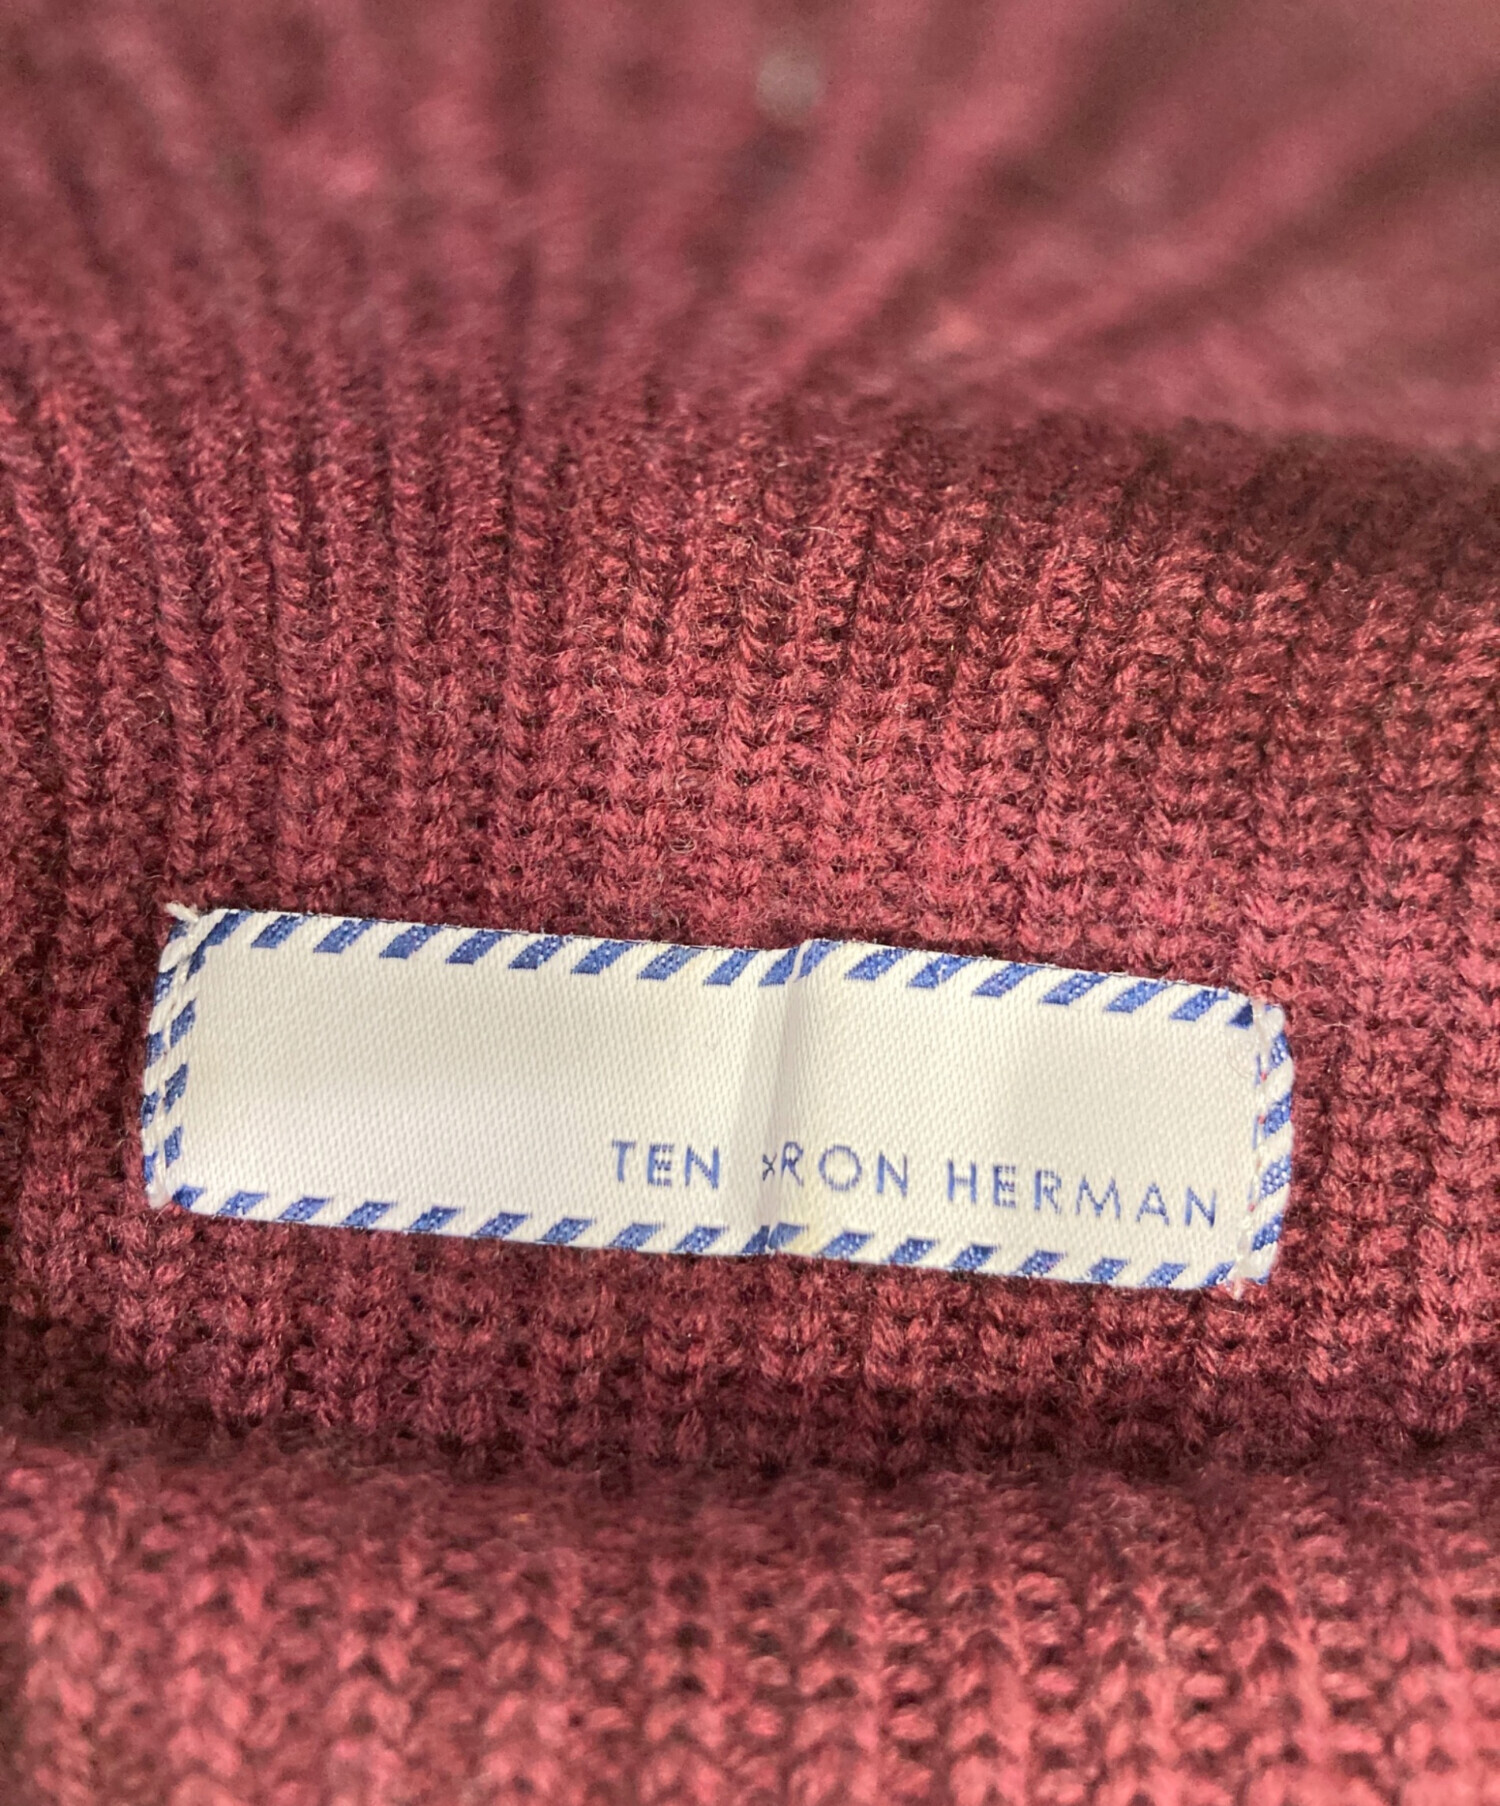 TEN × RON HERMAN